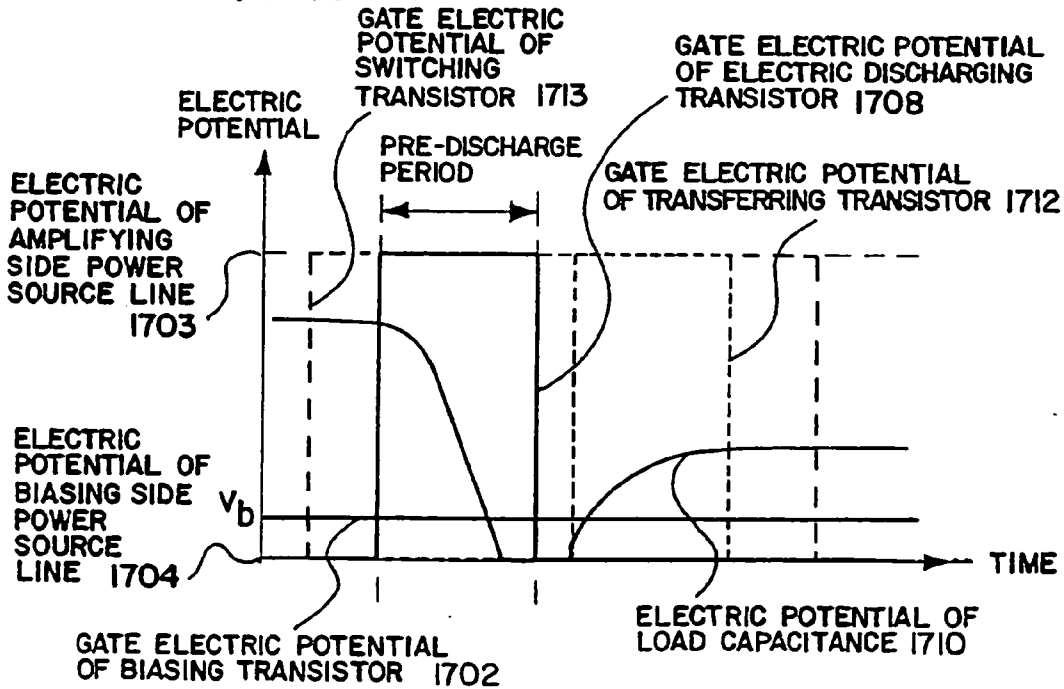 GATE ELECTRIC
POTENTIAL OF
SWITCHING
TRANSISTOR 1713
GATE ELECTRIC POTENTIAL
OF ELECTRIC DISCHARGING
TRANSISTOR 1708
ELECTRIC
POTENTIAL
PRE-DISCHARGE
PERIOD
GATE ELECTRIC POTENTIAL
OF TRANSFERRING TRANSISTOR 1712
ELECTRIC
POTENTIAL OF
AMPLIFYING
SIDE POWER
SOURCE LINE
1703
ELECTRIC
POTENTIAL OF
BIASING SIDE
POWER
SOURCE
LINE 1704
Vb
TIME
GATE ELECTRIC POTENTIAL
OF BIASING TRANSISTOR 1702
ELECTRIC POTENTIAL OF
LOAD CAPACITANCE 1710